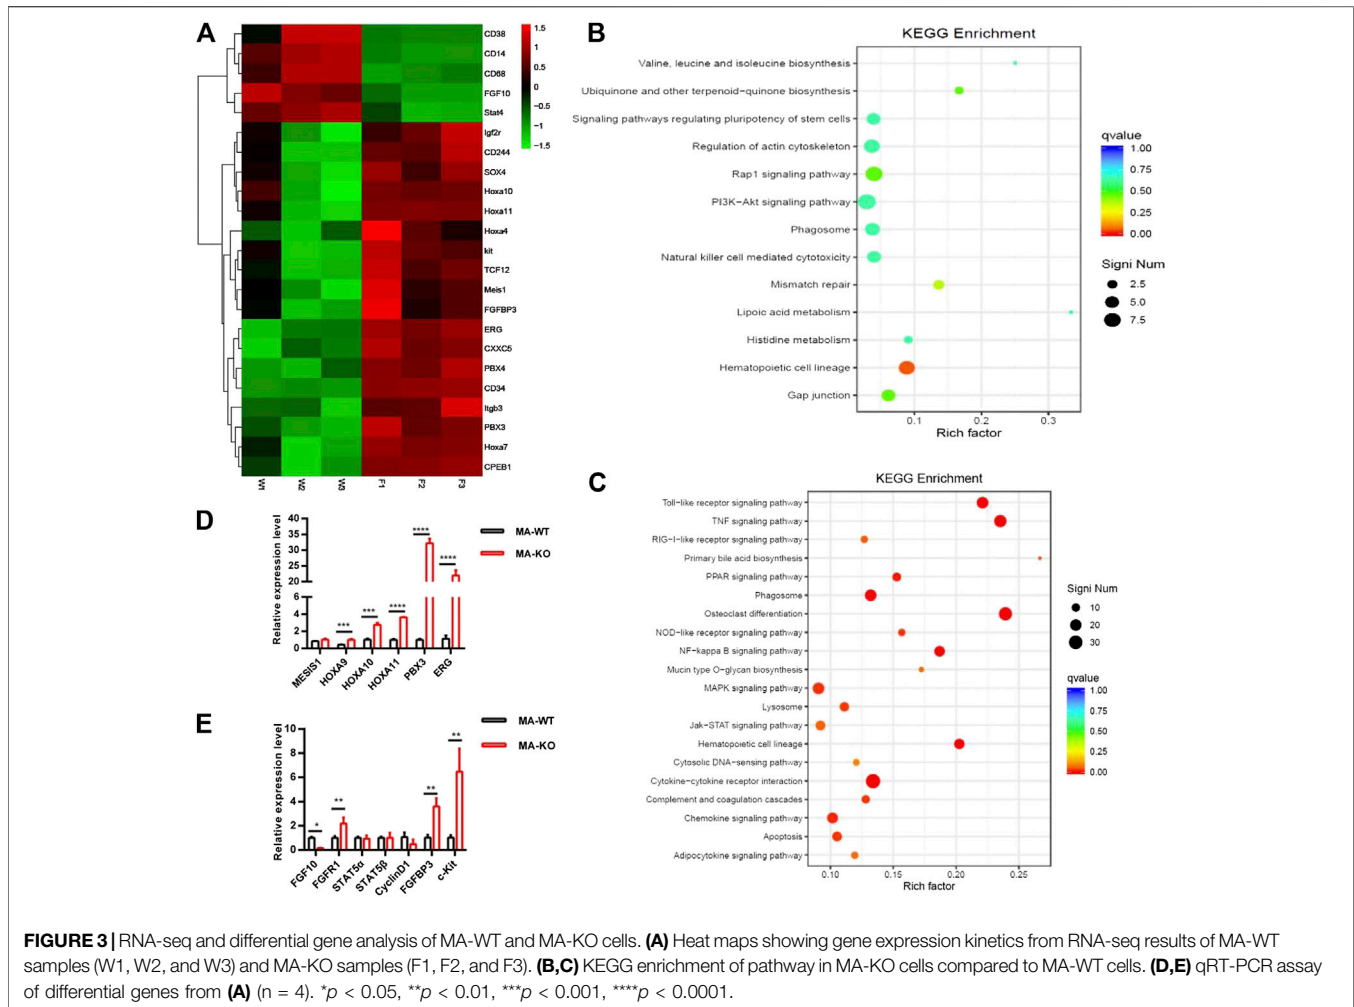 A
CD38
CD14
CD68
FGF10
Stat4
Igf2r
CD244
SOX4
Hoxa10
Hoxa11
Hoxa4
kit
TCF12
Meis1
FGFBP3
ERG
CXXC5
PBX4
CD34
Itgb3
PBX3
Hoxa7
CPEB1
W1 W2 W3 F1 F2 F3
1.5
1
0.5
0
−0.5
−1
−1.5
B
KEGG Enrichment
Valine, leucine and isoleucine biosynthesis
Ubiquinone and other terpenoid−quinone biosynthesis
Signaling pathways regulating pluripotency of stem cells
Regulation of actin cytoskeleton
Rap1 signaling pathway
PI3K−Akt signaling pathway
Phagosome
Natural killer cell mediated cytotoxicity
Mismatch repair
Lipoic acid metabolism
Histidine metabolism
Hematopoietic cell lineage
Gap junction
0.1 0.2 0.3
Rich factor
qvalue
1.00
0.75
0.50
0.25
0.00
Signi Num
2.5
5.0
7.5
C
KEGG Enrichment
Toll−like receptor signaling pathway
TNF signaling pathway
RIG−I−like receptor signaling pathway
Primary bile acid biosynthesis
PPAR signaling pathway
Phagosome
Osteoclast differentiation
NOD−like receptor signaling pathway
NF−kappa B signaling pathway
Mucin type O−glycan biosynthesis
MAPK signaling pathway
Lysosome
Jak−STAT signaling pathway
Hematopoietic cell lineage
Cytosolic DNA−sensing pathway
Cytokine−cytokine receptor interaction
Complement and coagulation cascades
Chemokine signaling pathway
Apoptosis
Adipocytokine signaling pathway
0.10 0.15 0.20 0.25
Rich factor
Signi Num
10
20
30
qvalue
1.00
0.75
0.50
0.25
0.00
D
Relative expression level
40
35
30
25
20
6
4
2
0
*** *** **** **** ****
MESIS1 HOXA9 HOXA10 HOXA11 PBX3 ERG
MA-WT
MA-KO
E
Relative expression level
10
8
6
4
2
0
* ** ** **
FGF10 FGFR1 STAT5α STAT5β CyclinD1 FGFBP3 c-Kit
MA-WT
MA-KO
FIGURE 3 | RNA-seq and differential gene analysis of MA-WT and MA-KO cells. (A) Heat maps showing gene expression kinetics from RNA-seq results of MA-WT
samples (W1, W2, and W3) and MA-KO samples (F1, F2, and F3). (B,C) KEGG enrichment of pathway in MA-KO cells compared to MA-WT cells. (D,E) qRT-PCR assay
of differential genes from (A) (n = 4). *p < 0.05, **p < 0.01, ***p < 0.001, ****p < 0.0001.